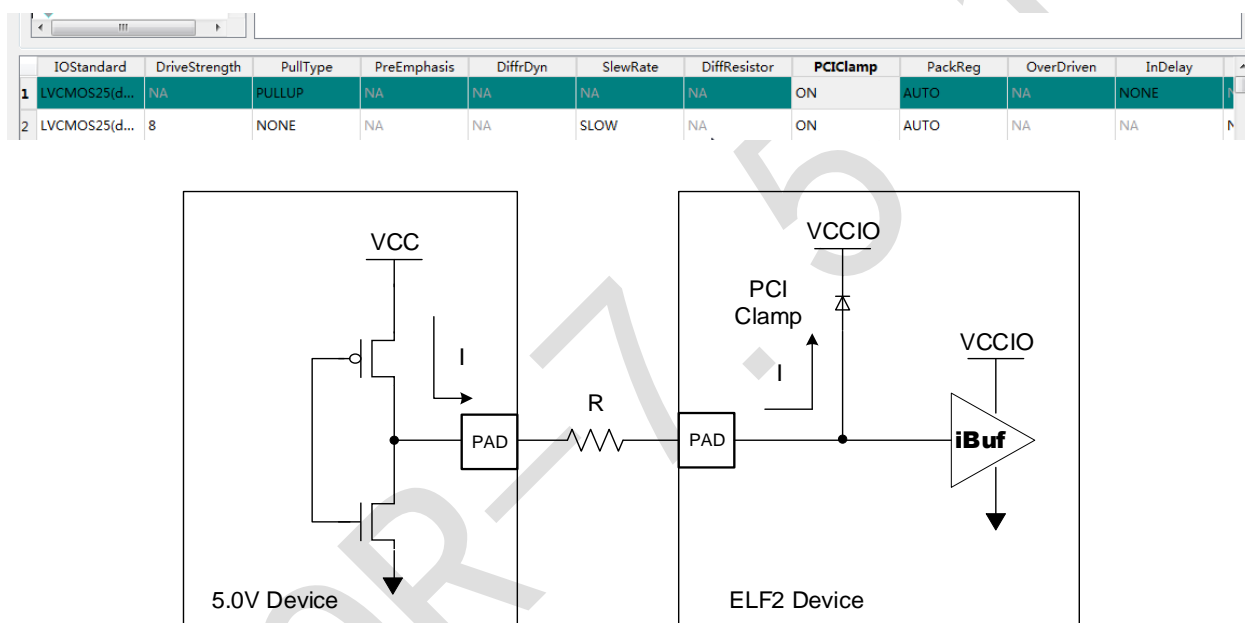 IOStandard DriveStrength PullType PreEmphasis DiffrDyn SlewRate DiffResistor PCIClamp PackReg OverDriven InDelay
1 LVCMOS25(d... NA PULLUP NA NA NA NA ON AUTO NA NONE
2 LVCMOS25(d... 8 NONE NA NA SLOW NA ON AUTO NA NA
VCC
VCCIO
PCI
Clamp
VCCIO
I
I
R
PAD
PAD
iBuf
5.0V Device
ELF2 Device